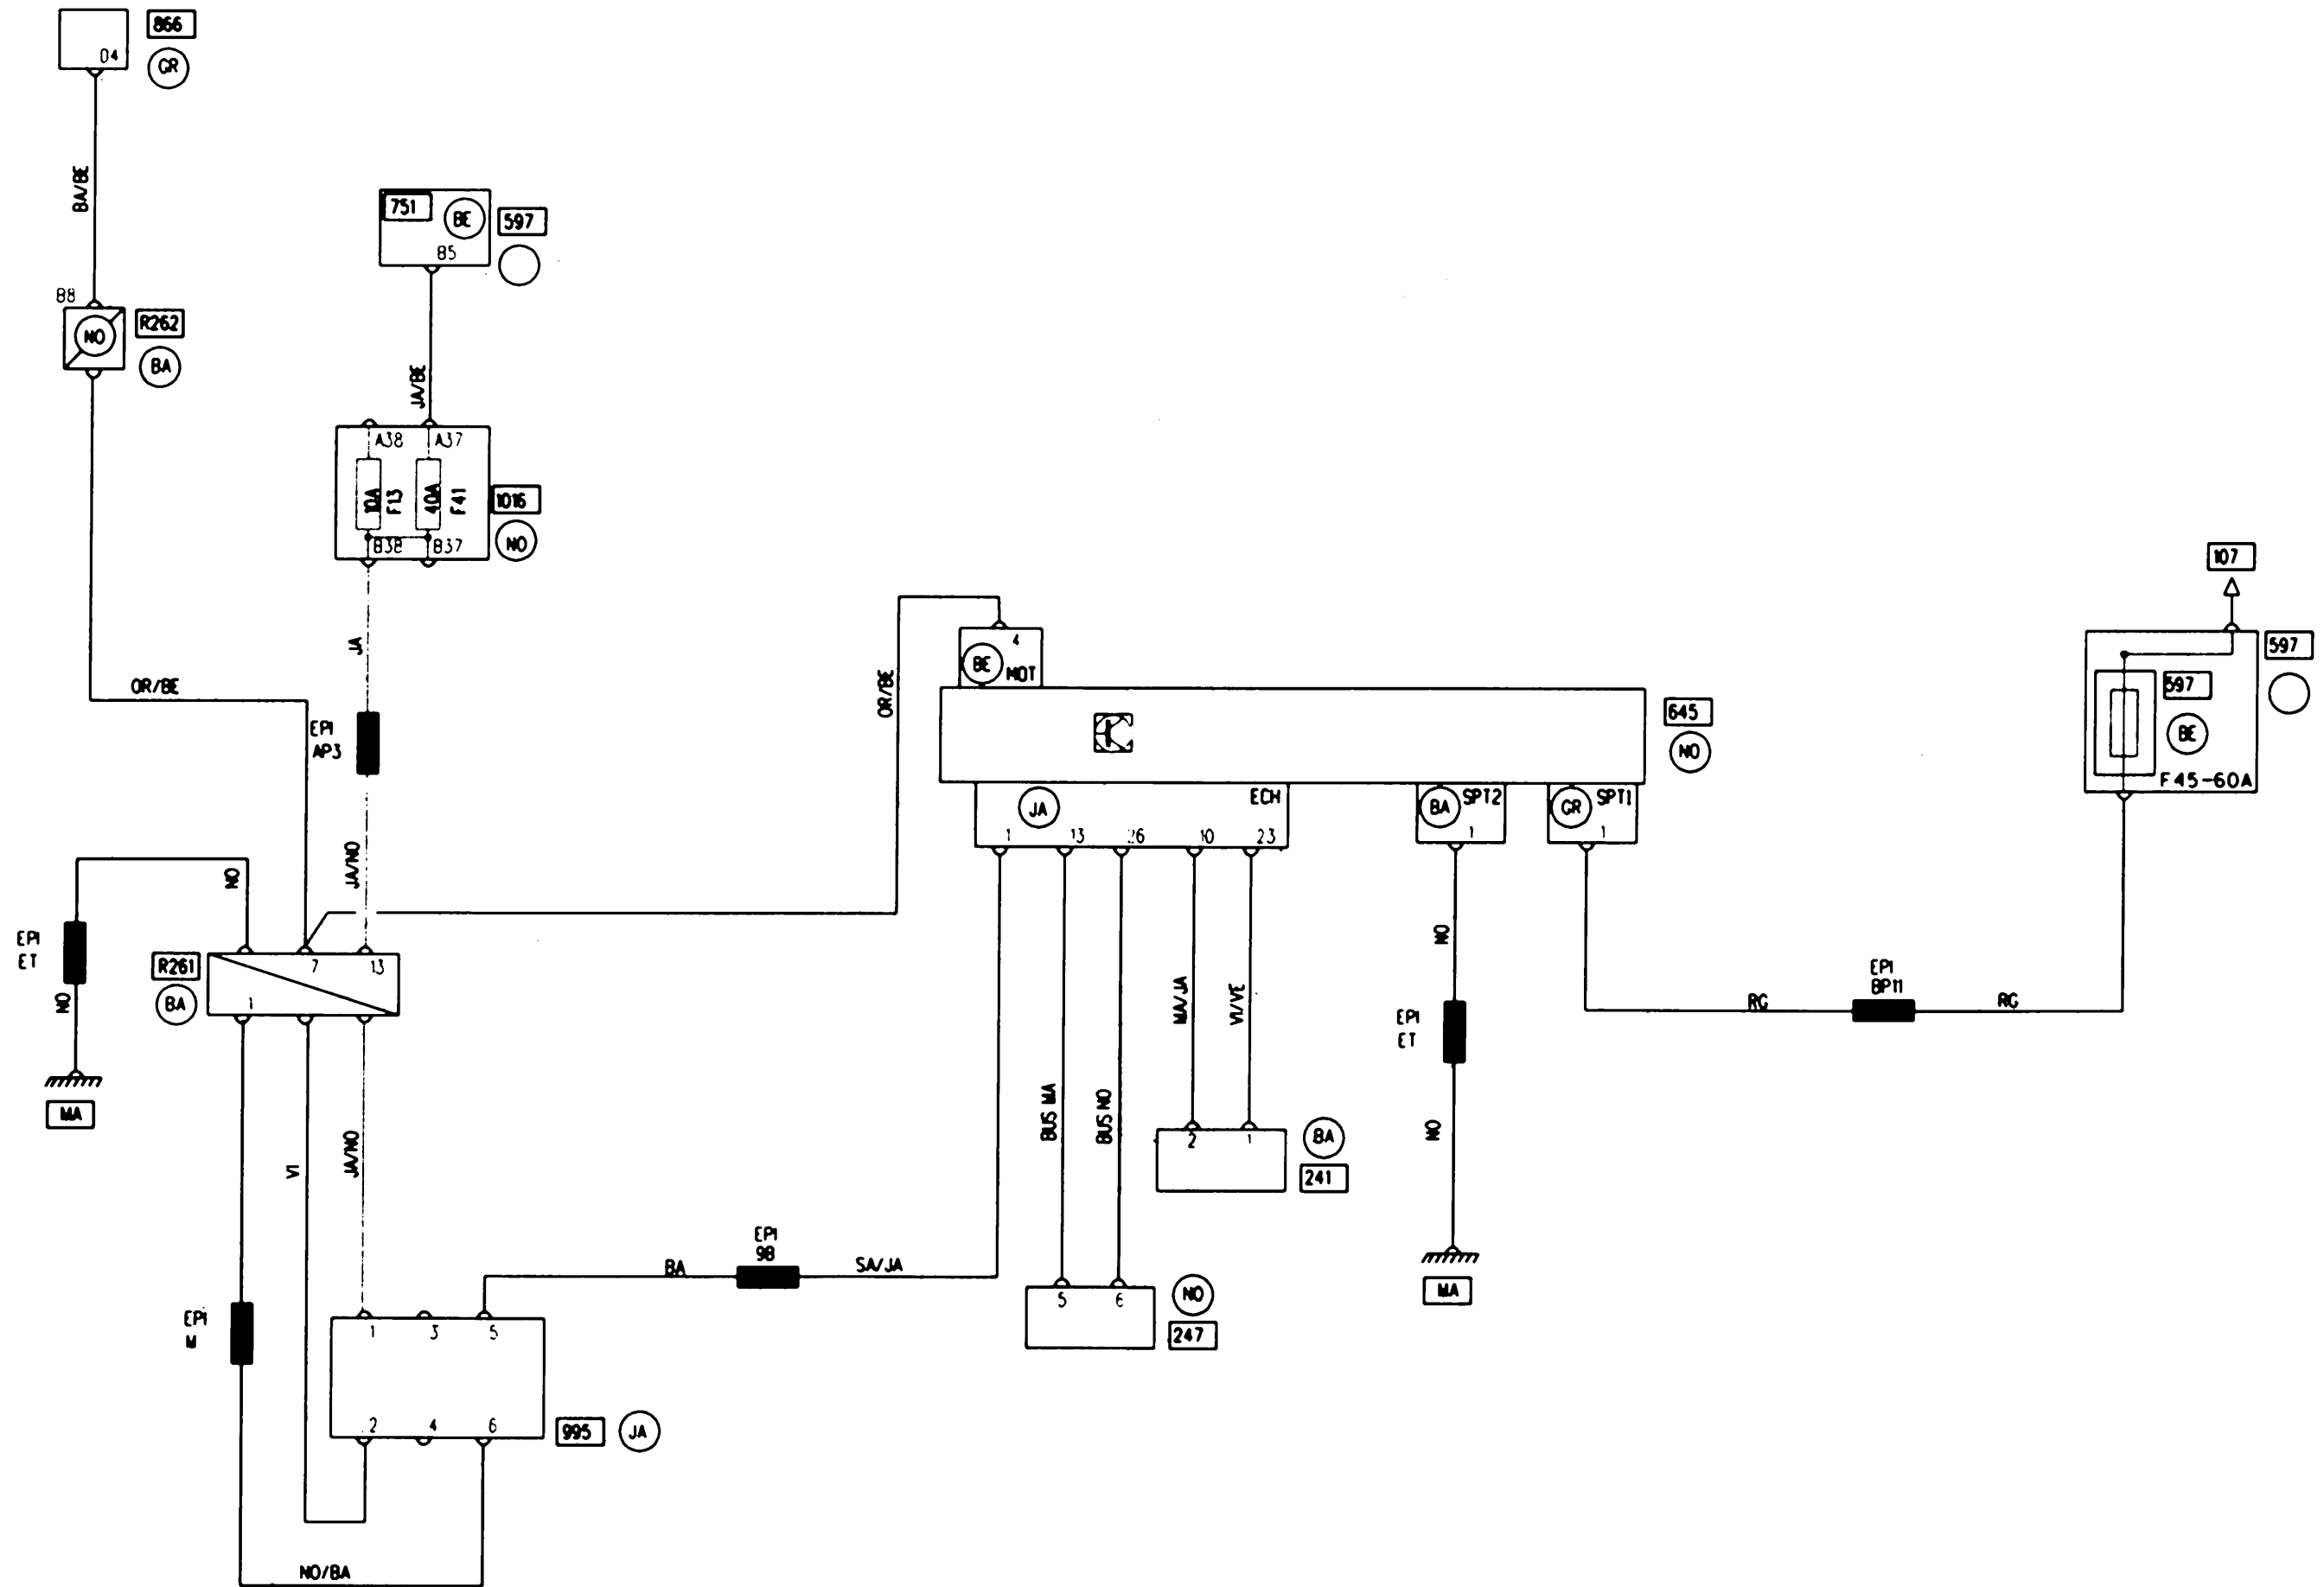 866
04
GR
BA/BE
751
BE
597
85
B8
R262
NO
BA
JA/BE
A38
A37
10A
F13
40A
F41
1016
B38
B37
NO
107
JA
4
BE
MOT
597
OR/BE
OR/BE
597
645
EPI
AP3
BE
NO
F45-60A
JA
ECH
BA
SPT2
GR
SPT1
1
13
26
10
23
1
1
NO
JA/NO
EPI
ET
NO
R261
7
13
EPI
BP11
MA/JA
VI/VE
BA
1
NO
RG
RG
EPI
ET
MA
BUS MA
BUS NO
BA
2
1
NO
JA/NO
VI
241
EPI
9B
BA
SA/JA
NO
MA
5
6
EPI
M
1
3
5
247
2
4
6
995
JA
NO/BA